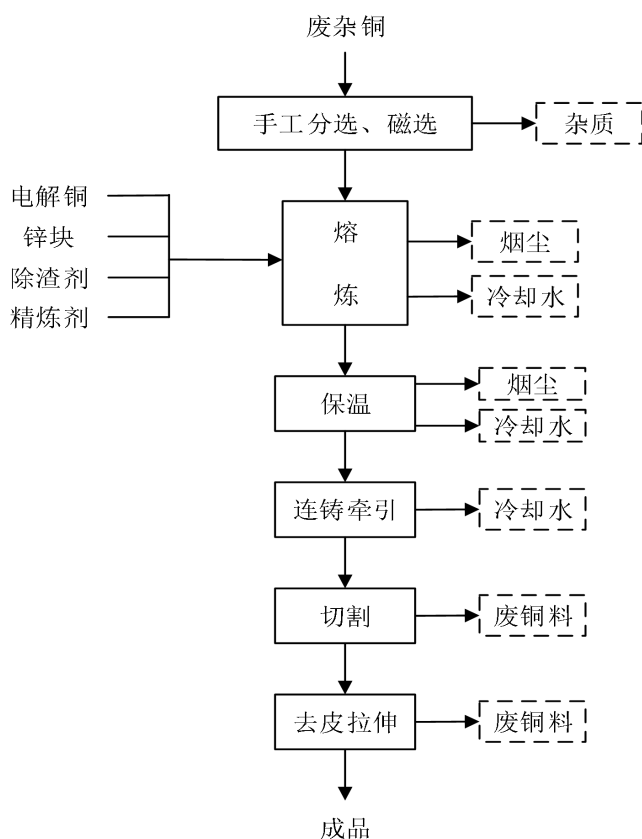 废杂铜
手工分选、磁选
杂质
电解铜
锌块
除渣剂
精炼剂
熔
炼
烟尘
冷却水
保温
烟尘
冷却水
连铸牵引
冷却水
切割
废铜料
去皮拉伸
废铜料
成品